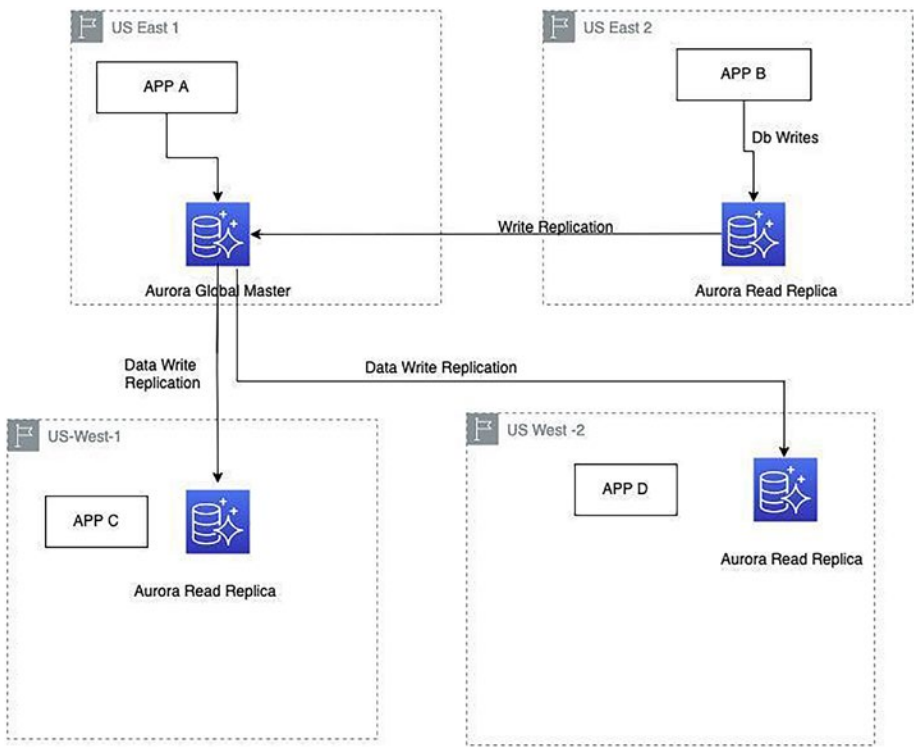 US East 1
US East 2
APP A
APP B
Db Writes
Write Replication
Aurora Global Master
Aurora Read Replica
Data Write
Replication
Data Write Replication
US-West-1
US West -2
APP C
APP D
Aurora Read Replica
Aurora Read Replica